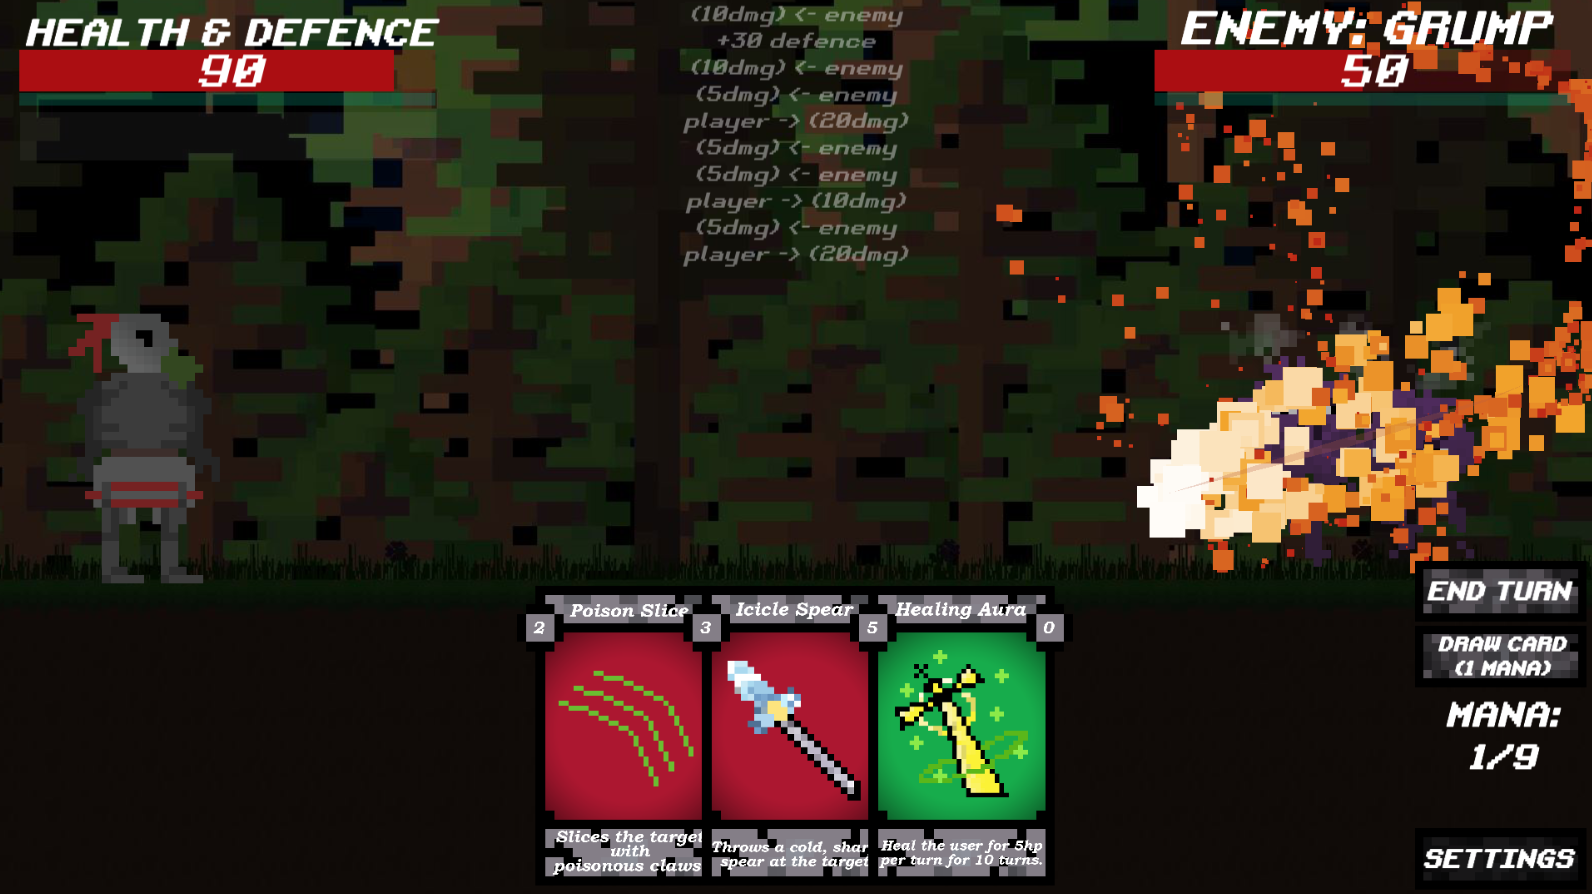 HEALTH & DEFENCE
90
(10dmg) <- enemy
+30 defence
(10dmg) <- enemy
(5dmg) <- enemy
player -> (20dmg)
(5dmg) <- enemy
(5dmg) <- enemy
player -> (10dmg)
(5dmg) <- enemy
player -> (20dmg)
ENEMY: GRUMP
50
Poison Slice
2
Slices the target
with
poisonous claws
Icicle Spear
3
Throws a cold, shar
spear at the target
Healing Aura
5
0
Heal the user for 5hp
per turn for 10 turns.
END TURN
DRAW CARD
(1 MANA)
MANA:
1/9
SETTINGS